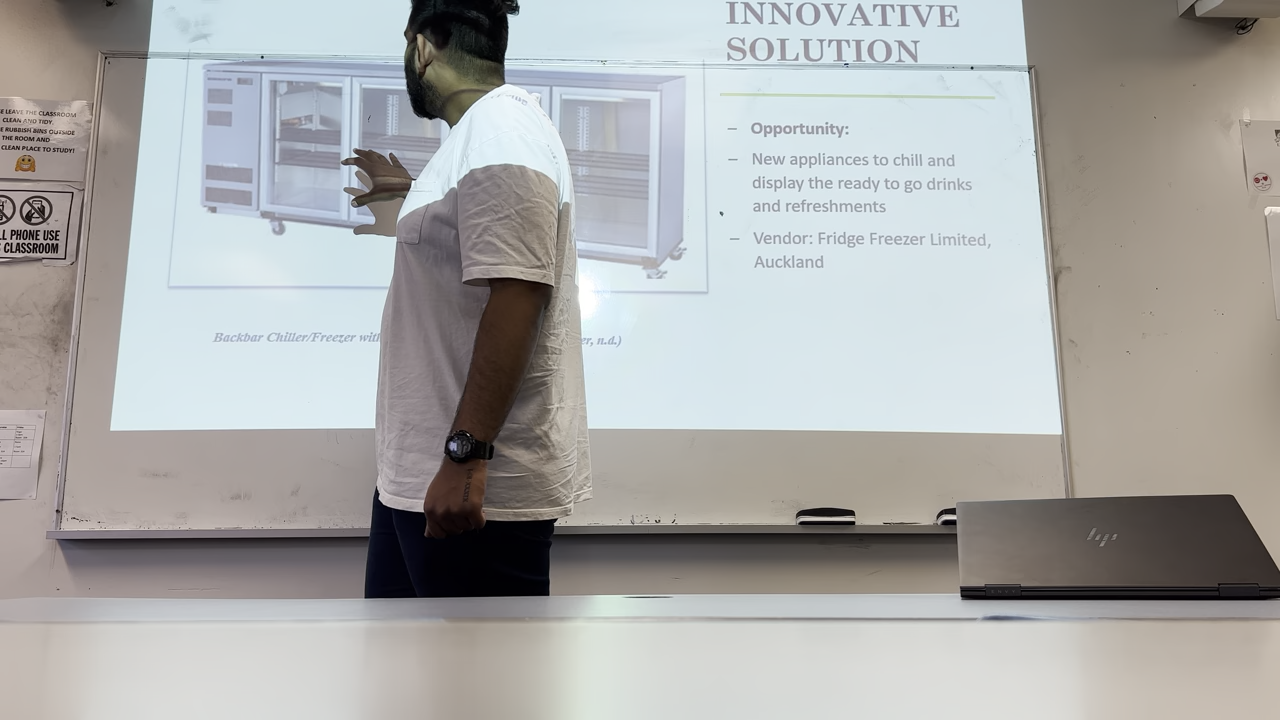 INNOVATIVE
SOLUTION
– Opportunity:
– New appliances to chill and
display the ready to go drinks
and refreshments
– Vendor: Fridge Freezer Limited,
Auckland
Backbar Chiller/Freezer with
er, n.d.)
E LEAVE THE CLASSROOM
CLEAN AND TIDY.
E RUBBISH BINS OUTSIDE
THE ROOM AND
CLEAN PLACE TO STUDY!
LL PHONE USE
CLASSROOM
hp